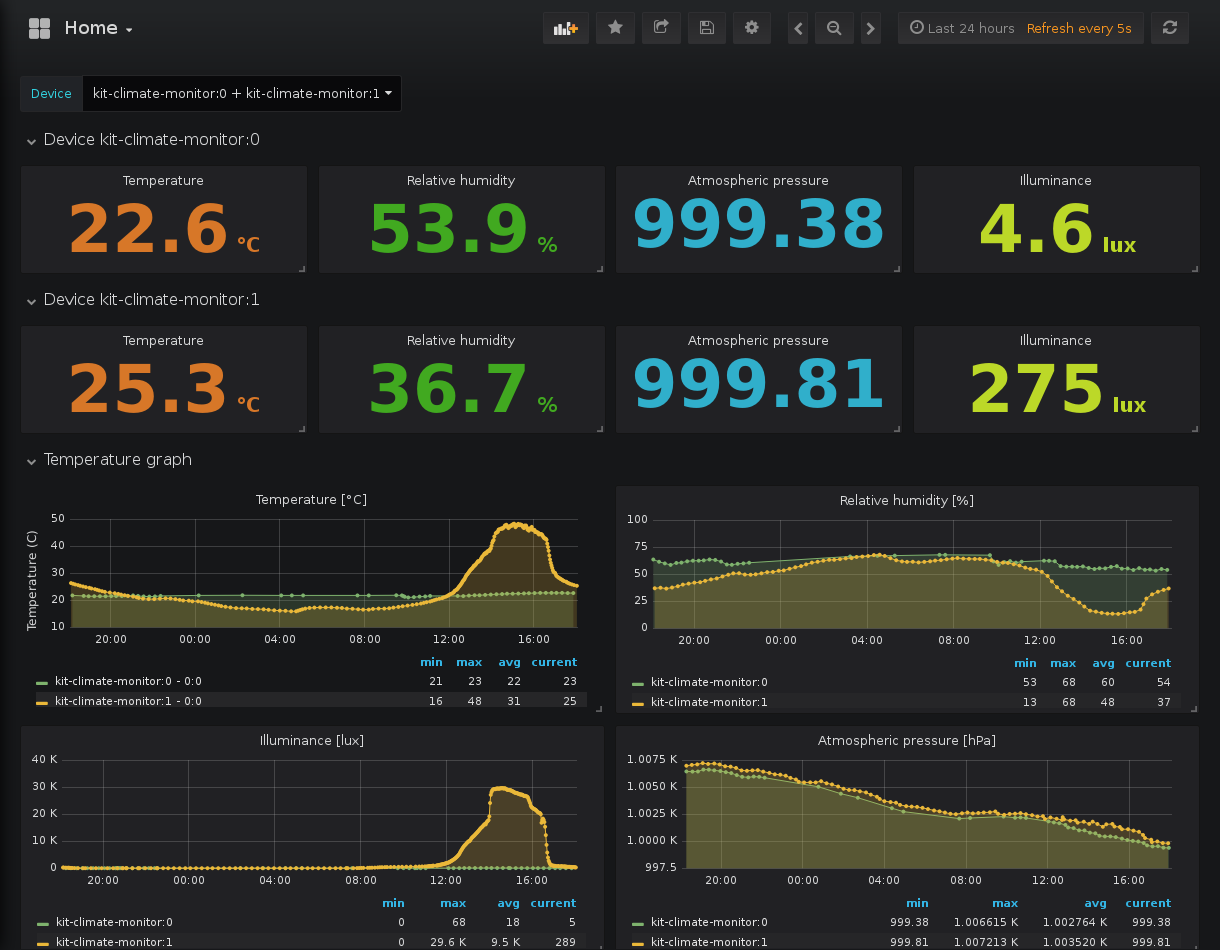 Home
Last 24 hours Refresh every 5s
Device kit-climate-monitor:0 + kit-climate-monitor:1
Device kit-climate-monitor:0
Temperature Relative humidity Atmospheric pressure Illuminance
22.6 °C 53.9 % 999.38 4.6 lux
Device kit-climate-monitor:1
Temperature Relative humidity Atmospheric pressure Illuminance
25.3 °C 36.7 % 999.81 275 lux
Temperature graph
Temperature [°C]
Temperature (C)
50
40
30
20
10
20:00 00:00 04:00 08:00 12:00 16:00
min max avg current
kit-climate-monitor:0 - 0:0 21 23 22 23
kit-climate-monitor:1 - 0:0 16 48 31 25
Relative humidity [%]
100
75
50
25
0
20:00 00:00 04:00 08:00 12:00 16:00
min max avg current
kit-climate-monitor:0 53 68 60 54
kit-climate-monitor:1 13 68 48 37
Illuminance [lux]
40 K
30 K
20 K
10 K
0
20:00 00:00 04:00 08:00 12:00 16:00
min max avg current
kit-climate-monitor:0 0 68 18 5
kit-climate-monitor:1 0 29.6 K 9.5 K 289
Atmospheric pressure [hPa]
1.0075 K
1.0050 K
1.0025 K
1.0000 K
997.5
20:00 00:00 04:00 08:00 12:00 16:00
min max avg current
kit-climate-monitor:0 999.38 1.006615 K 1.002764 K 999.38
kit-climate-monitor:1 999.81 1.007213 K 1.003520 K 999.81